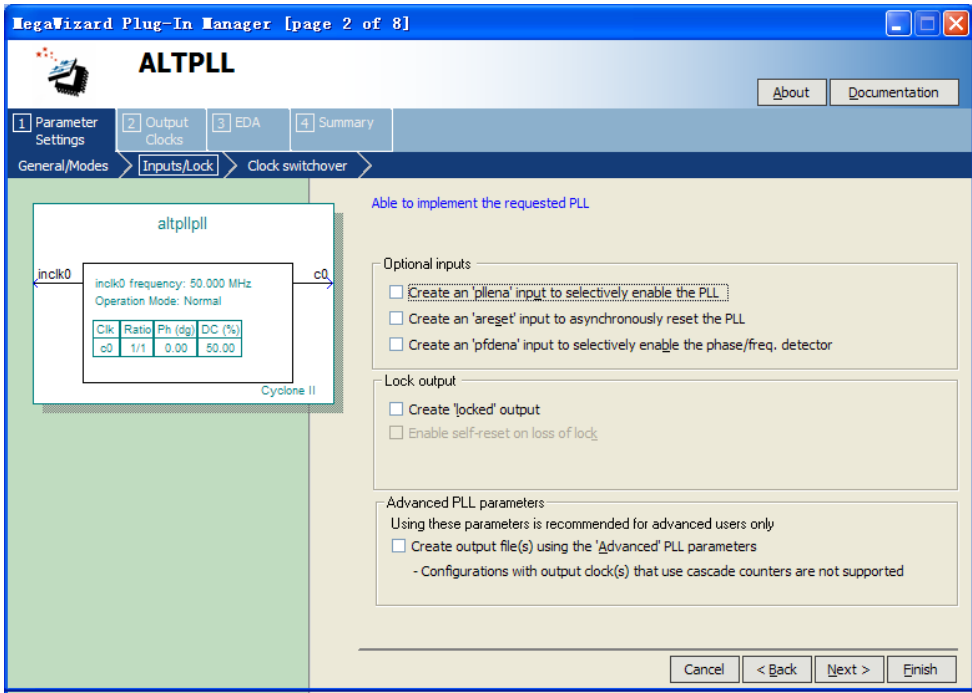 MegaWizard Plug-In Manager [page 2 of 8]
ALTPLL
About
Documentation
1 Parameter Settings
2 Output Clocks
3 EDA
4 Summary
General/Modes
Inputs/Lock
Clock switchover
altpllpll
inclk0
c0
inclk0 frequency: 50.000 MHz
Operation Mode: Normal
Clk Ratio Ph (dg) DC (%)
c0 1/1 0.00 50.00
Cyclone II
Able to implement the requested PLL
Optional inputs
Create an 'pllena' input to selectively enable the PLL
Create an 'areset' input to asynchronously reset the PLL
Create an 'pfdena' input to selectively enable the phase/freq. detector
Lock output
Create 'locked' output
Enable self-reset on loss of lock
Advanced PLL parameters
Using these parameters is recommended for advanced users only
Create output file(s) using the 'Advanced' PLL parameters
- Configurations with output clock(s) that use cascade counters are not supported
Cancel
< Back
Next >
Finish